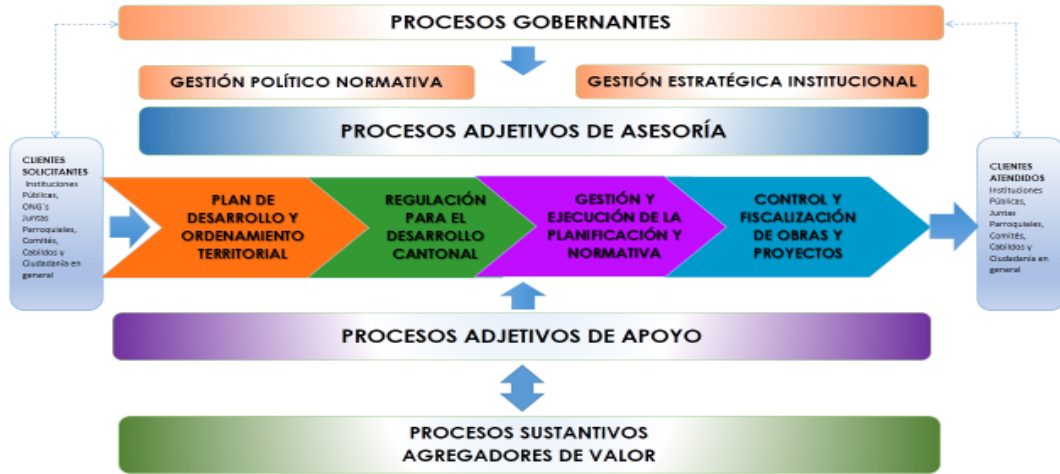 PROCESOS GOBERNANTES
GESTIÓN POLÍTICO NORMATIVA
GESTIÓN ESTRATÉGICA INSTITUCIONAL
PROCESOS ADJETIVOS DE ASESORÍA
CLIENTES
SOLICITANTES
Instituciones
Públicas,
ONG´s
Juntas
Parroquiales,
Comités,
Cabildos y
Ciudadanía en
general
PLAN DE
DESARROLLO Y
ORDENAMIENTO
TERRITORIAL
REGULACIÓN
PARA EL
DESARROLLO
CANTONAL
GESTIÓN Y
EJECUCIÓN DE LA
PLANIFICACIÓN Y
NORMATIVA
CONTROL Y
FISCALIZACIÓN
DE OBRAS Y
PROYECTOS
CLIENTES
ATENDIDOS
Instituciones
Públicas,
Juntas
Parroquiales,
Comités,
Cabildos y
Ciudadanía en
general
PROCESOS ADJETIVOS DE APOYO
PROCESOS SUSTANTIVOS
AGREGADORES DE VALOR